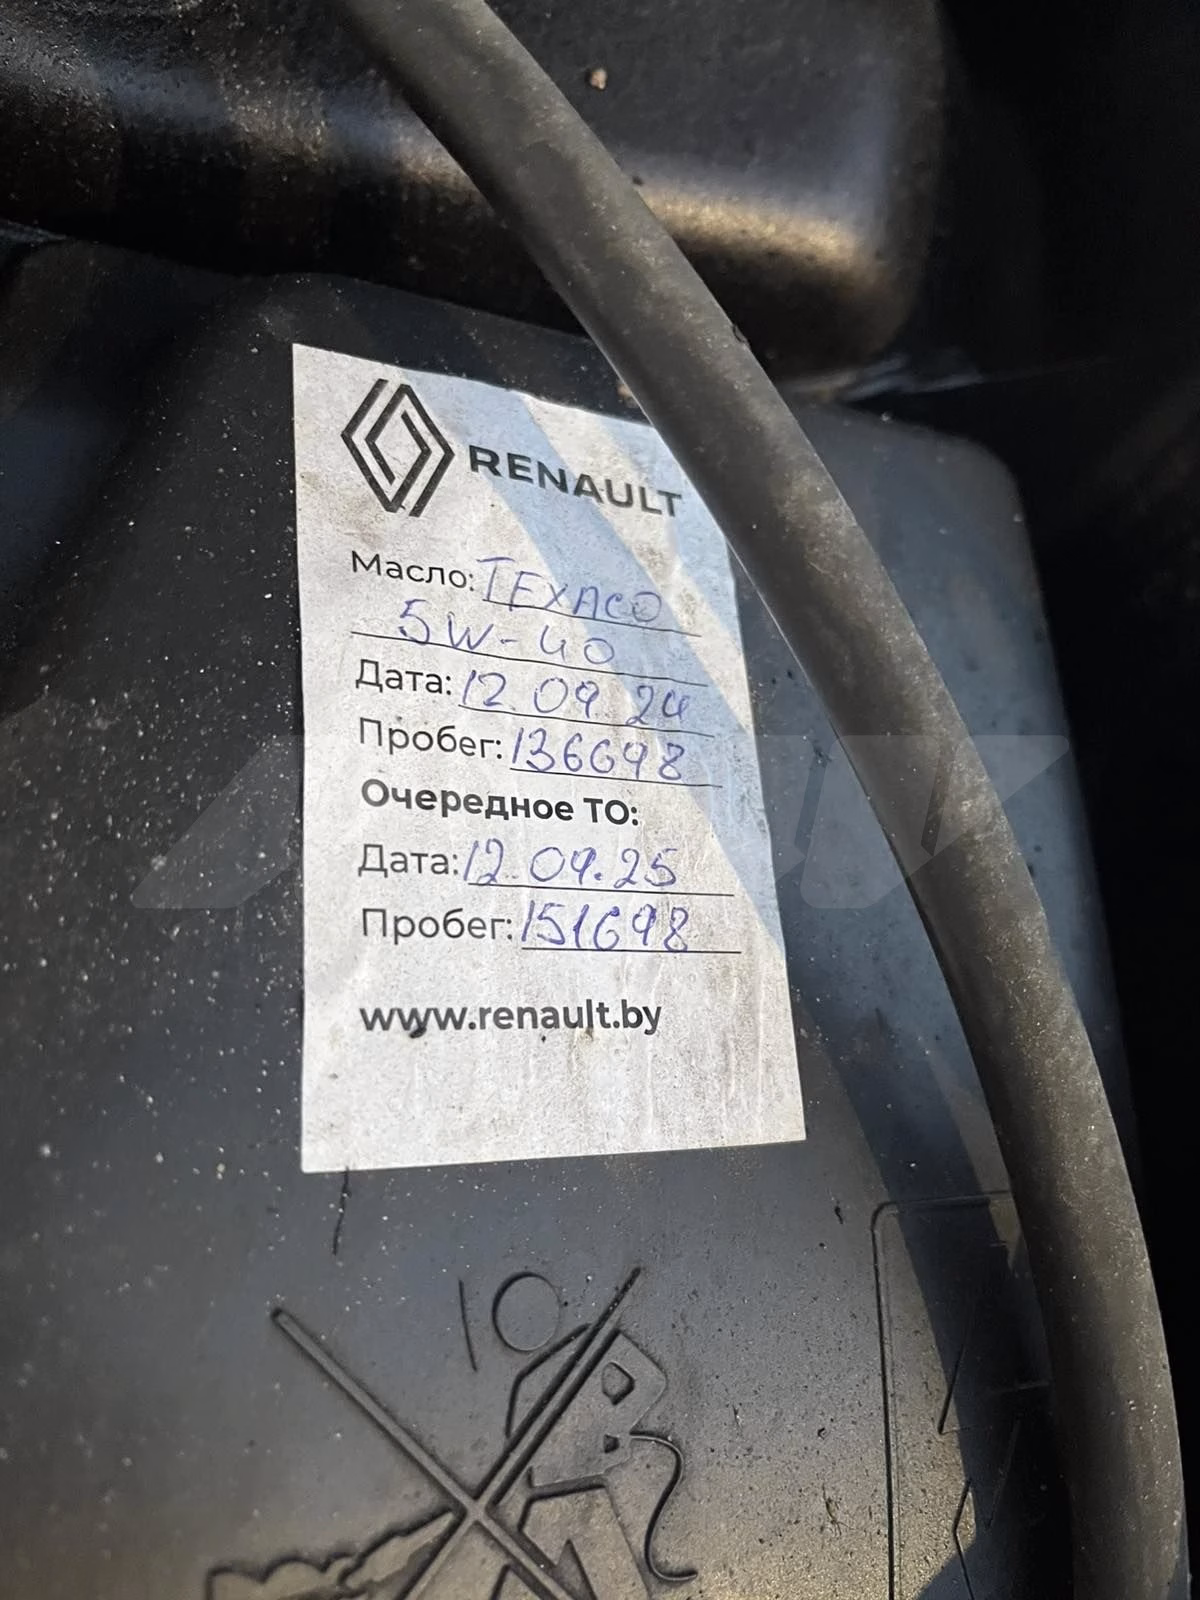 RENAULT
Масло: TEXACO
5W-40
Дата: 12.09.24
Пробег: 136698
Очередное ТО:
Дата: 12.09.25
Пробег: 151698
www.renault.by